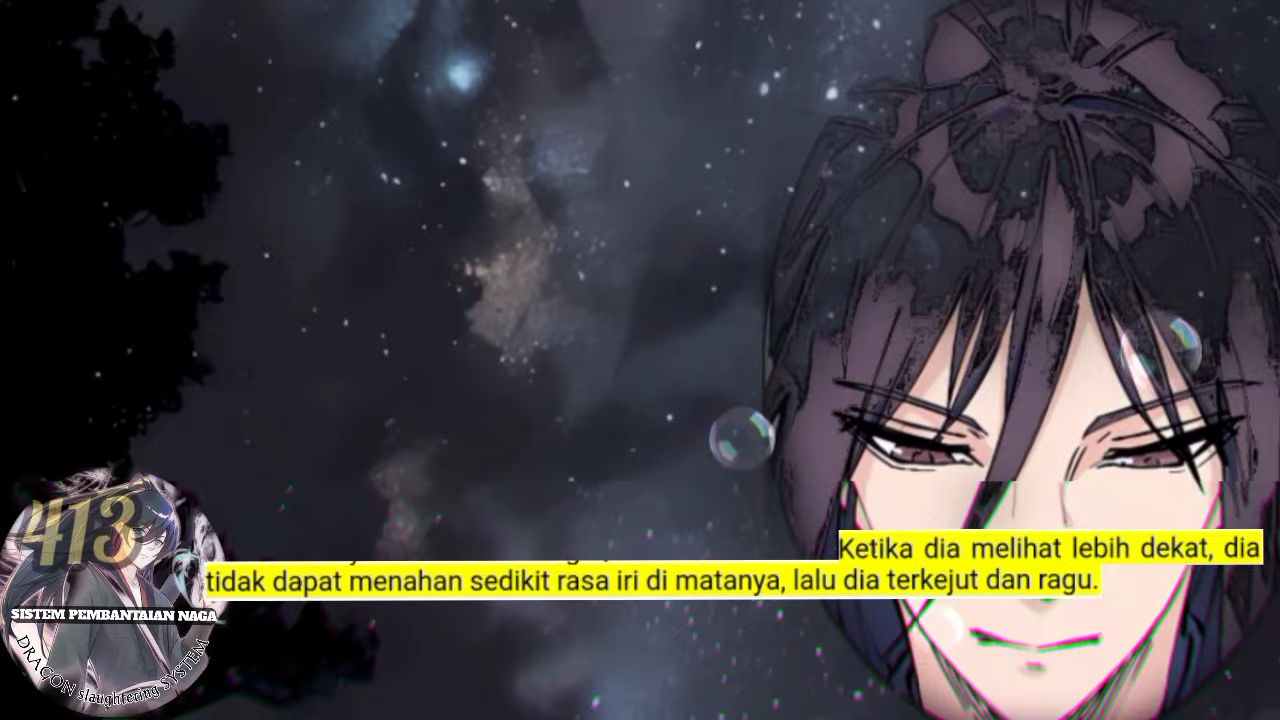 Ketika dia melihat lebih dekat, dia
tidak dapat menahan sedikit rasa iri di matanya, lalu dia terkejut dan ragu.
413
SISTEM PEMBANTAIAN NAGA
DRAGON slaughtering SYSTEM